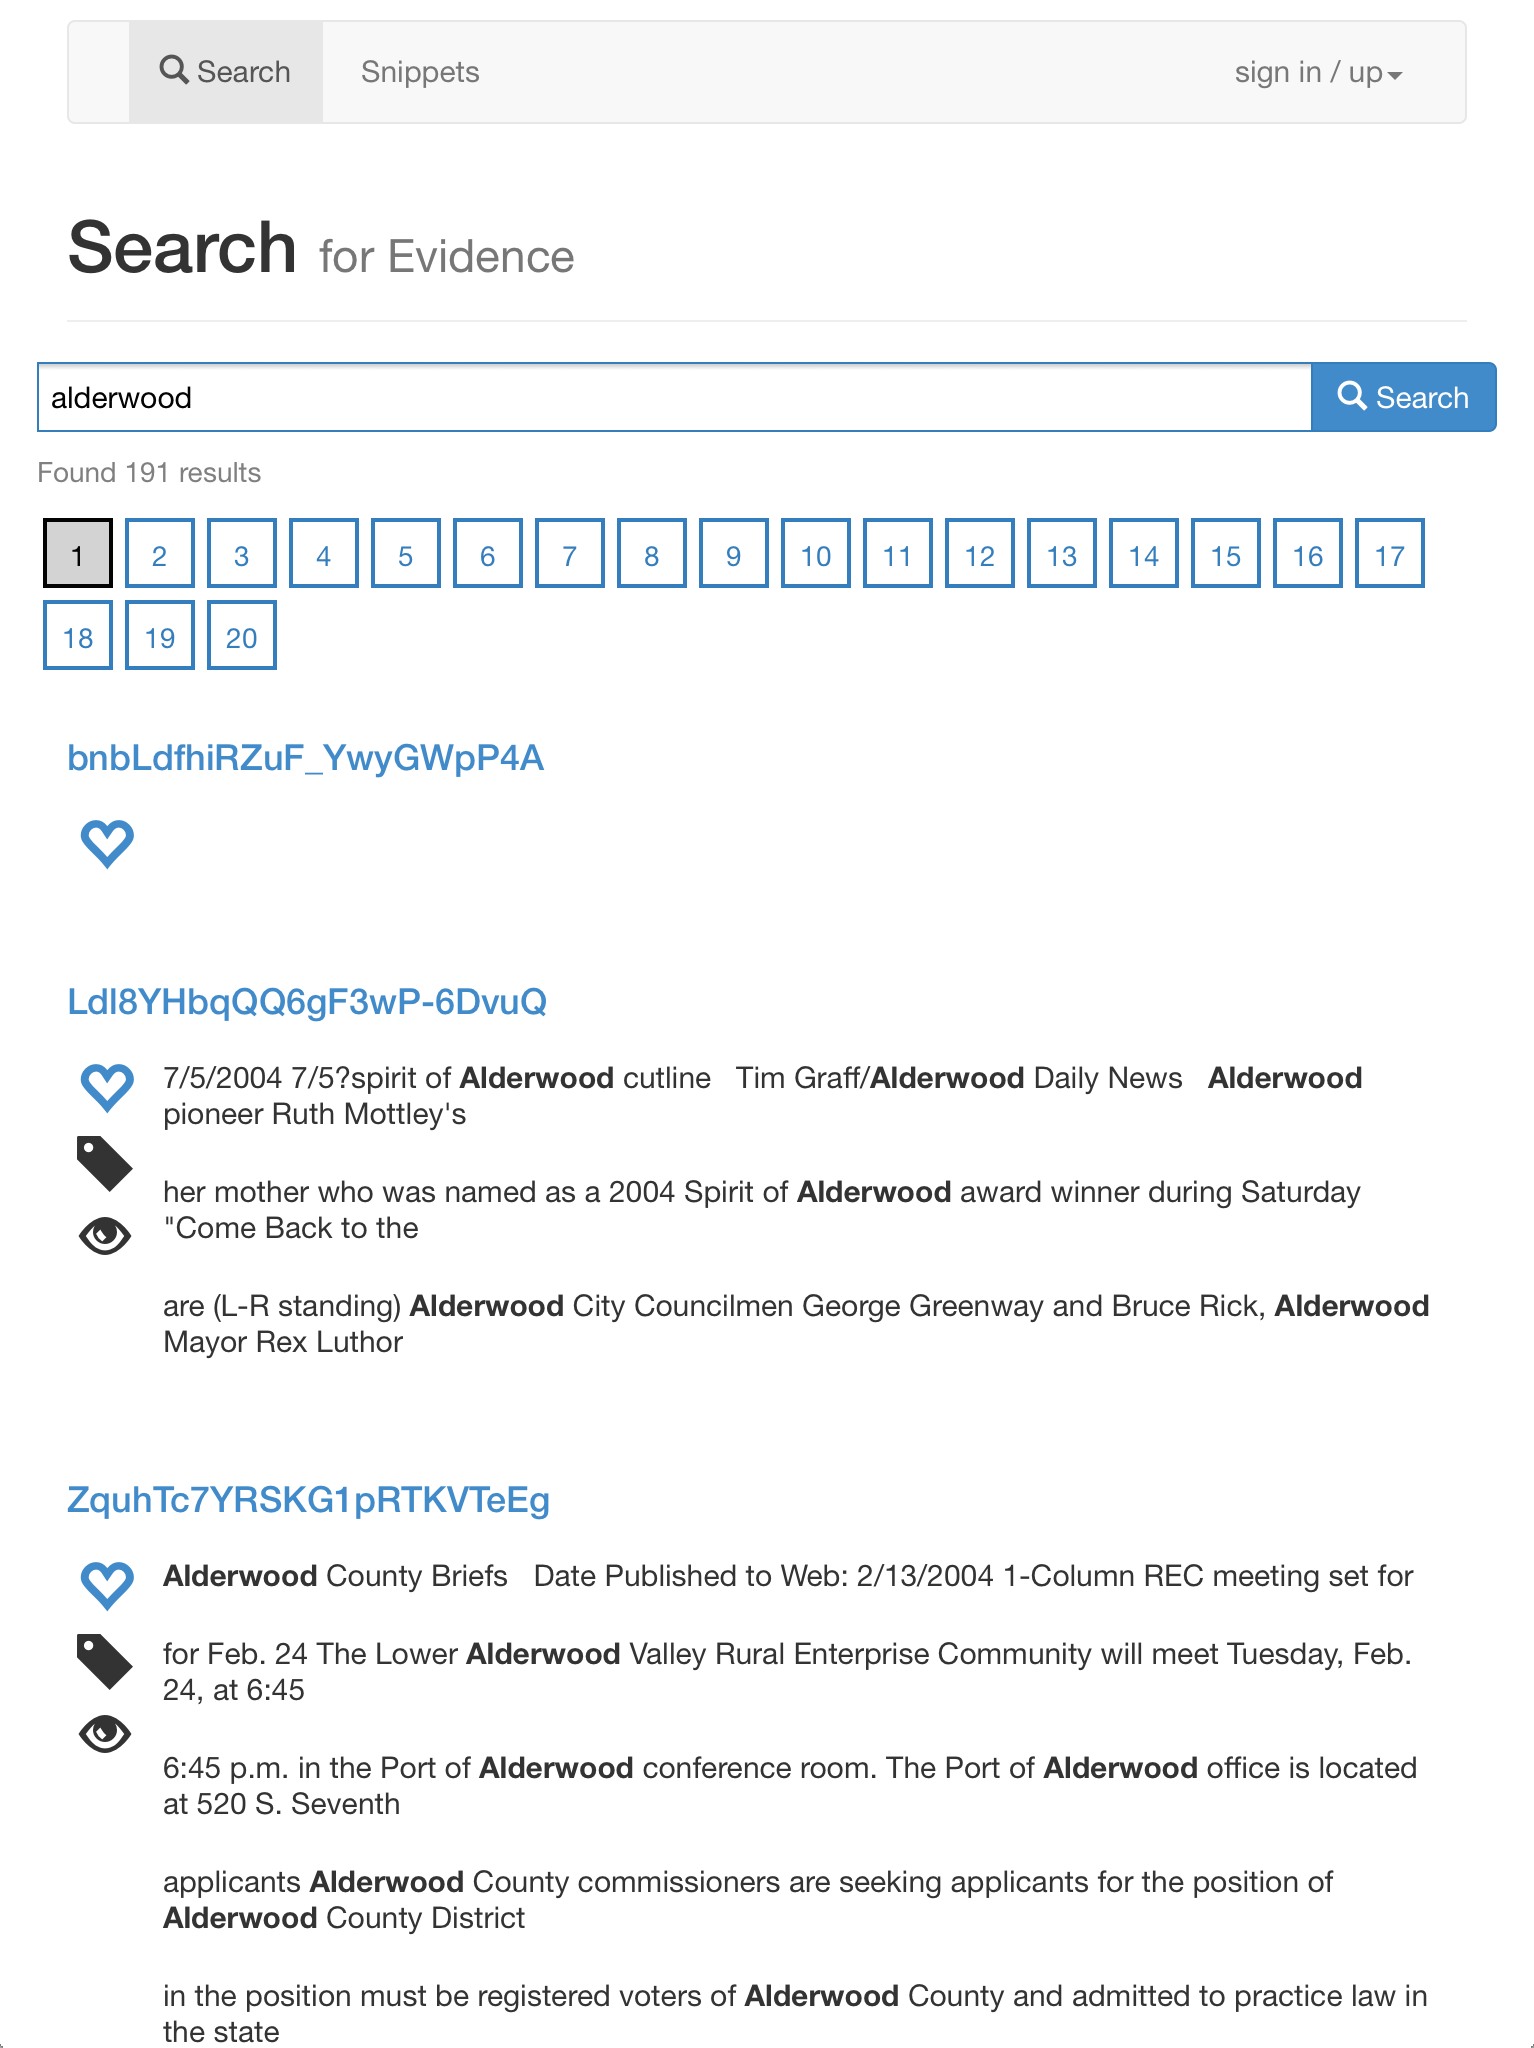 Search Snippets sign in / up
Search for Evidence
alderwood Search
Found 191 results
1 2 3 4 5 6 7 8 9 10 11 12 13 14 15 16 17
18 19 20
bnbLdfhiRZuF_YwyGWpP4A
Ldl8YHbqQQ6gF3wP-6DvuQ
7/5/2004 7/5?spirit of Alderwood cutline Tim Graff/Alderwood Daily News Alderwood
pioneer Ruth Mottley's
her mother who was named as a 2004 Spirit of Alderwood award winner during Saturday
"Come Back to the
are (L-R standing) Alderwood City Councilmen George Greenway and Bruce Rick, Alderwood
Mayor Rex Luthor
ZquhTc7YRSKG1pRTKVTeEg
Alderwood County Briefs Date Published to Web: 2/13/2004 1-Column REC meeting set for
for Feb. 24 The Lower Alderwood Valley Rural Enterprise Community will meet Tuesday, Feb.
24, at 6:45
6:45 p.m. in the Port of Alderwood conference room. The Port of Alderwood office is located
at 520 S. Seventh
applicants Alderwood County commissioners are seeking applicants for the position of
Alderwood County District
in the position must be registered voters of Alderwood County and admitted to practice law in
the state